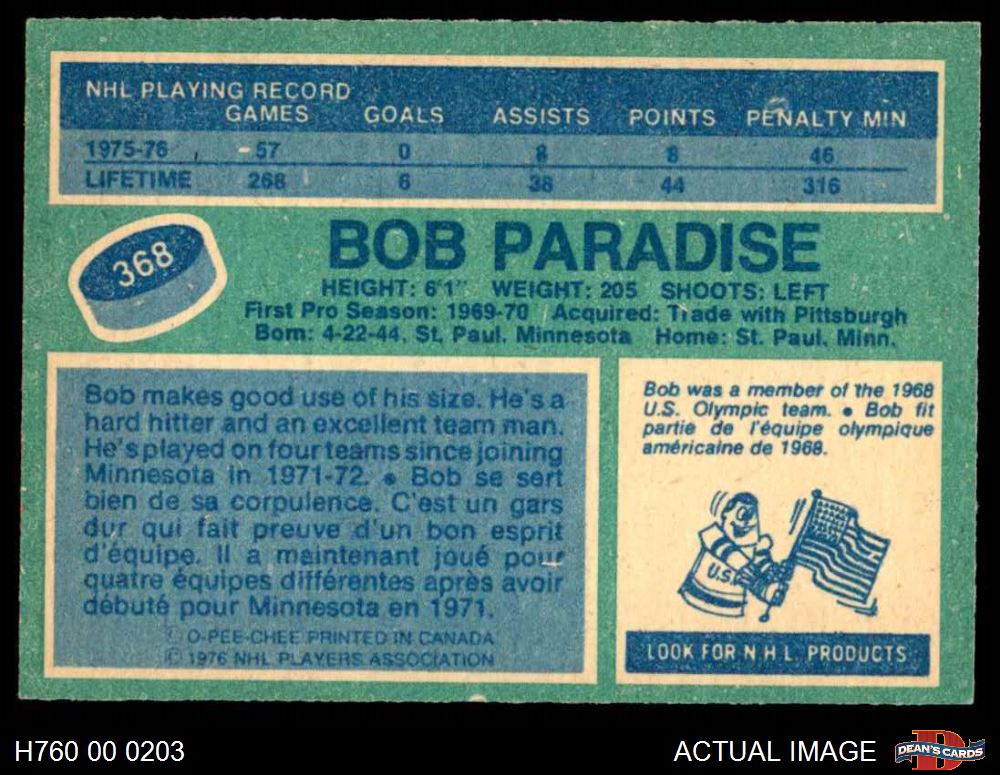 NHL PLAYING RECORD
GAMES GOALS ASSISTS POINTS PENALTY MIN
1975-76 57 0 8 8 46
LIFETIME 268 6 38 44 316
368
BOB PARADISE
HEIGHT: 6'1" WEIGHT: 205 SHOOTS: LEFT
First Pro Season: 1969-70 Acquired: Trade with Pittsburgh
Born: 4-22-44, St. Paul, Minnesota Home: St. Paul, Minn.
Bob makes good use of his size. He's a
hard hitter and an excellent team man.
He's played on four teams since joining
Minnesota in 1971-72. • Bob se sert
bien de sa corpulence. C'est un gars
dur qui fait preuve d'un bon esprit
d'équipe. Il a maintenant joué pour
quatre équipes différentes après avoir
débuté pour Minnesota en 1971.
© O-PEE-CHEE PRINTED IN CANADA
© 1976 NHL PLAYERS ASSOCIATION
Bob was a member of the 1968
U.S. Olympic team. • Bob fit
partie de l'équipe olympique
américaine de 1968.
U.S.
LOOK FOR N H L PRODUCTS
H760 00 0203
ACTUAL IMAGE
DEAN'S CARDS